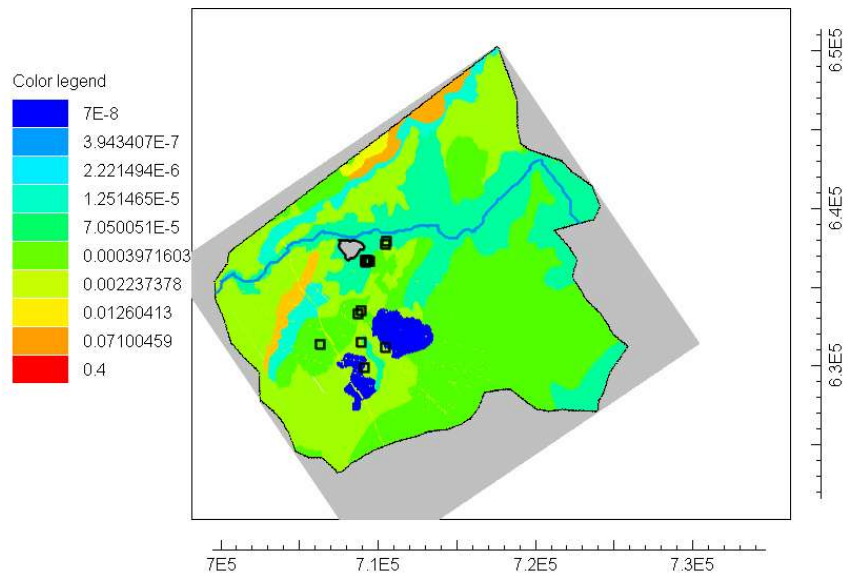 Color legend
7E-8
3.943407E-7
2.221494E-6
1.251465E-5
7.050051E-5
0.0003971603
0.002237378
0.01260413
0.07100459
0.4
6.5E5
6.4E5
6.3E5
7E5
7.1E5
7.2E5
7.3E5